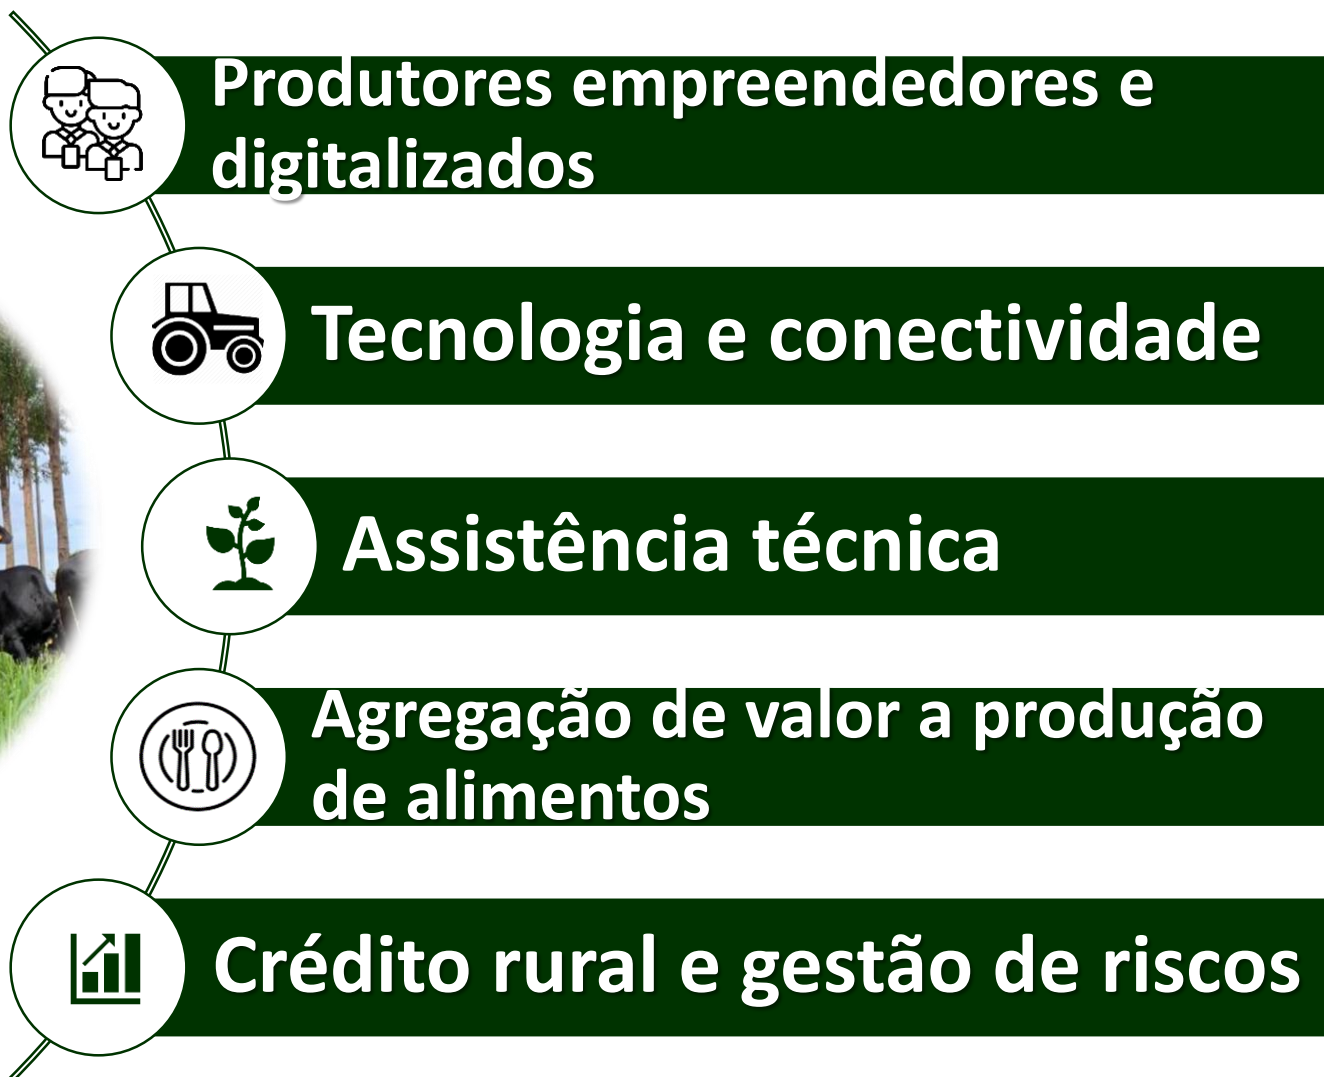 Produtores empreendedores e
digitalizados
Tecnologia e conectividade
Assistência técnica
Agregação de valor a produção
de alimentos
Crédito rural e gestão de riscos